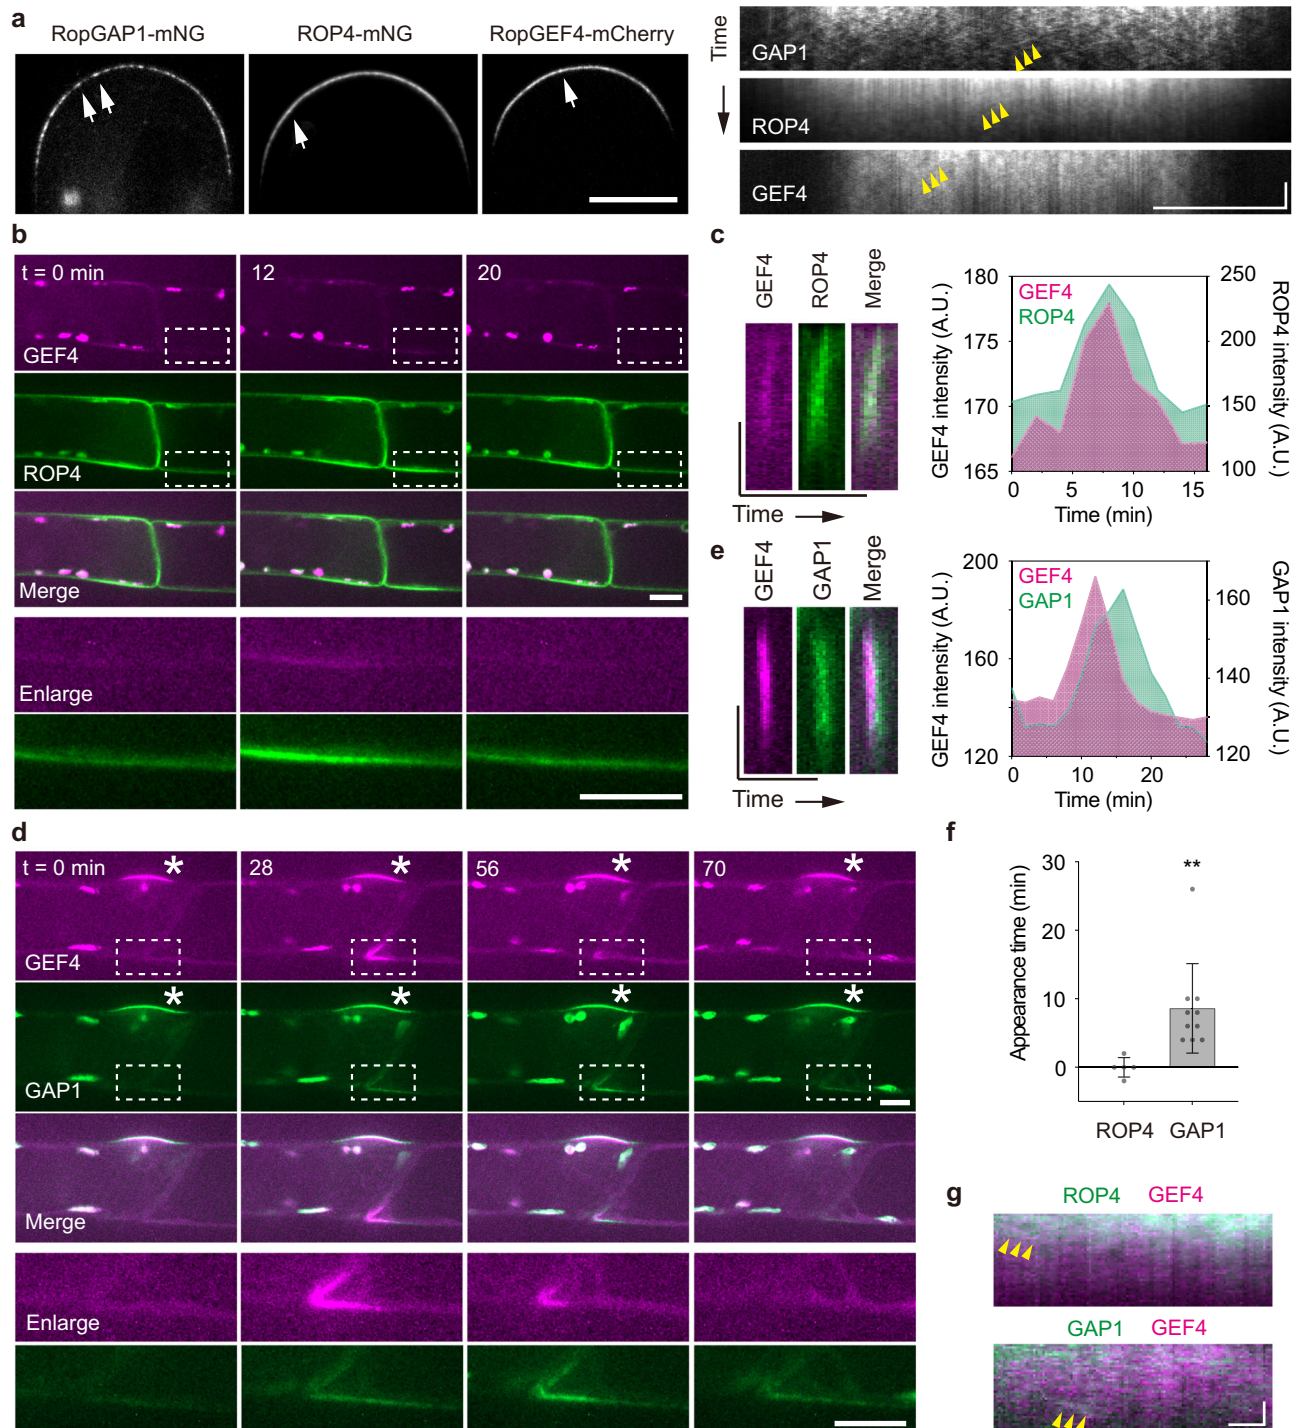 a
RopGAP1-mNG
ROP4-mNG
RopGEF4-mCherry
Time
GAP1
ROP4
GEF4
b
t = 0 min
12
20
GEF4
ROP4
Merge
Enlarge
c
GEF4
ROP4
Merge
Time
GEF4
ROP4
180
175
170
165
GEF4 intensity (A.U.)
250
200
150
100
ROP4 intensity (A.U.)
0 5 10 15
Time (min)
e
GEF4
GAP1
Merge
Time
GEF4
GAP1
200
160
120
GEF4 intensity (A.U.)
160
140
120
GAP1 intensity (A.U.)
0 10 20
Time (min)
d
t = 0 min
28
56
70
*
*
*
*
GEF4
*
*
*
*
GAP1
Merge
Enlarge
f
30
20
10
0
Appearance time (min)
**
ROP4 GAP1
g
ROP4 GEF4
GAP1 GEF4